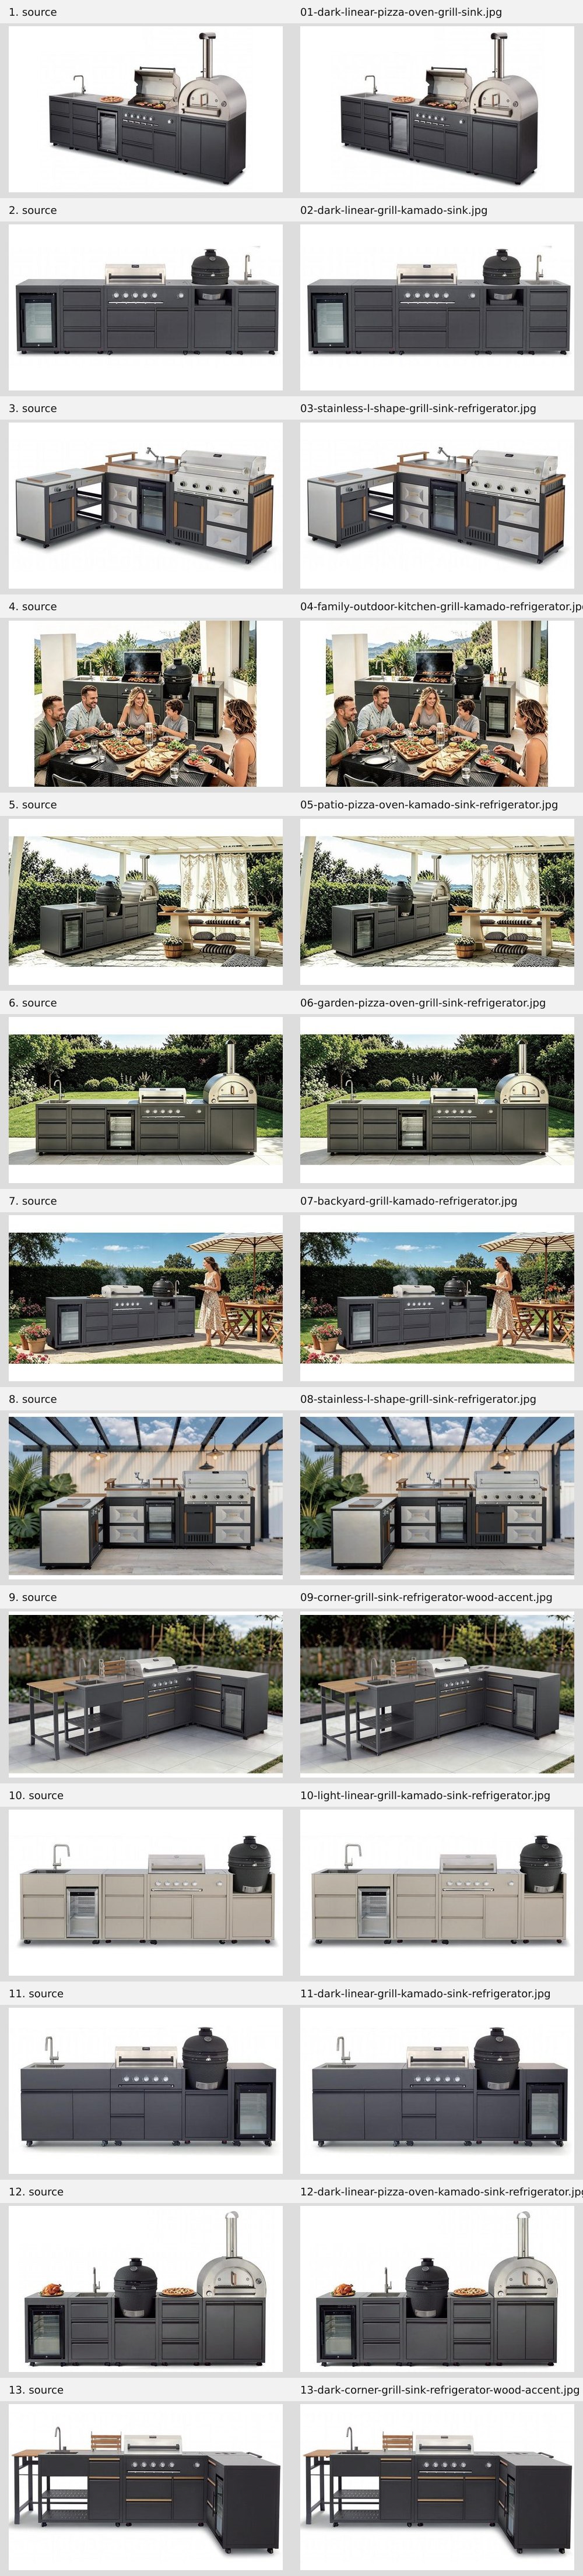 1. source
01-dark-linear-pizza-oven-grill-sink.jpg
2. source
02-dark-linear-grill-kamado-sink.jpg
3. source
03-stainless-l-shape-grill-sink-refrigerator.jpg
4. source
04-family-outdoor-kitchen-grill-kamado-refrigerator.jp
5. source
05-patio-pizza-oven-kamado-sink-refrigerator.jpg
6. source
06-garden-pizza-oven-grill-sink-refrigerator.jpg
7. source
07-backyard-grill-kamado-refrigerator.jpg
8. source
08-stainless-l-shape-grill-sink-refrigerator.jpg
9. source
09-corner-grill-sink-refrigerator-wood-accent.jpg
10. source
10-light-linear-grill-kamado-sink-refrigerator.jpg
11. source
11-dark-linear-grill-kamado-sink-refrigerator.jpg
12. source
12-dark-linear-pizza-oven-kamado-sink-refrigerator.jp
13. source
13-dark-corner-grill-sink-refrigerator-wood-accent.jpg